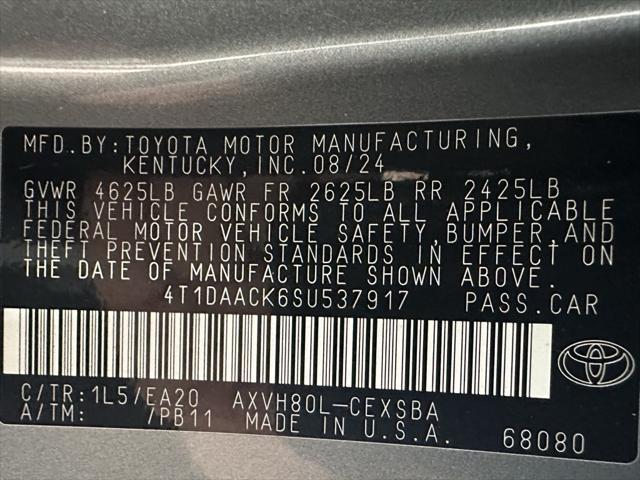 MFD.BY:TOYOTA MOTOR MANUFACTURING,
KENTUCKY,INC.08/24
GVWR 4625LB GAWR FR 2625LB RR 2425LB
THIS VEHICLE CONFORMS TO ALL APPLICABLE
FEDERAL MOTOR VEHICLE SAFETY,BUMPER,AND
THEFT PREVENTION STANDARDS IN EFFECT ON
THE DATE OF MANUFACTURE SHOWN ABOVE.
4T1DAACK6SU537917 PASS.CAR
C/TR:1L5/EA20 AXVH80L-CEXSBA
A/TM: /PB11 MADE IN U.S.A. 68080